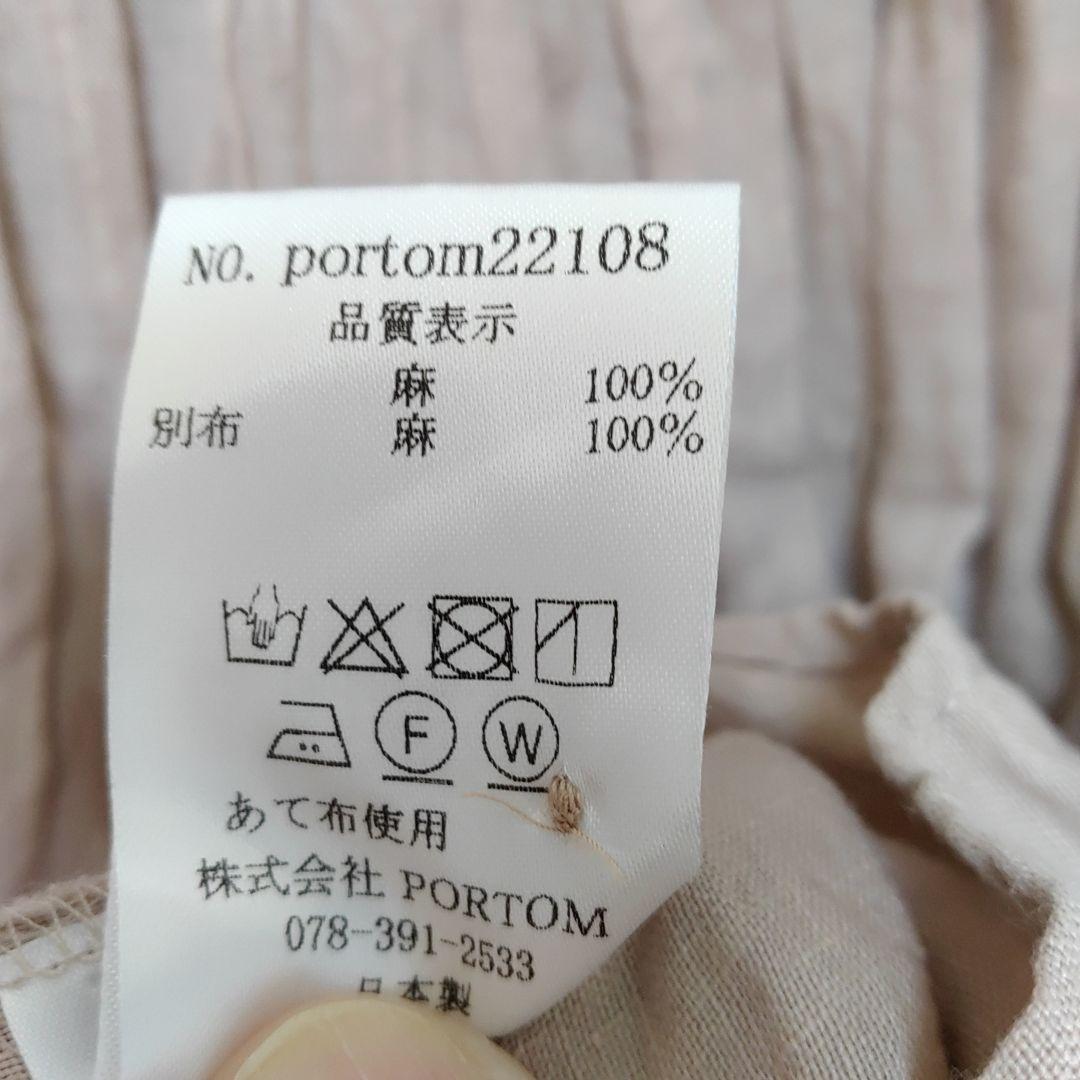 NO. portom22108
品質表示
麻 100%
別布 麻 100%
F W
あて布使用
株式会社 PORTOM
078-391-2533
日本製